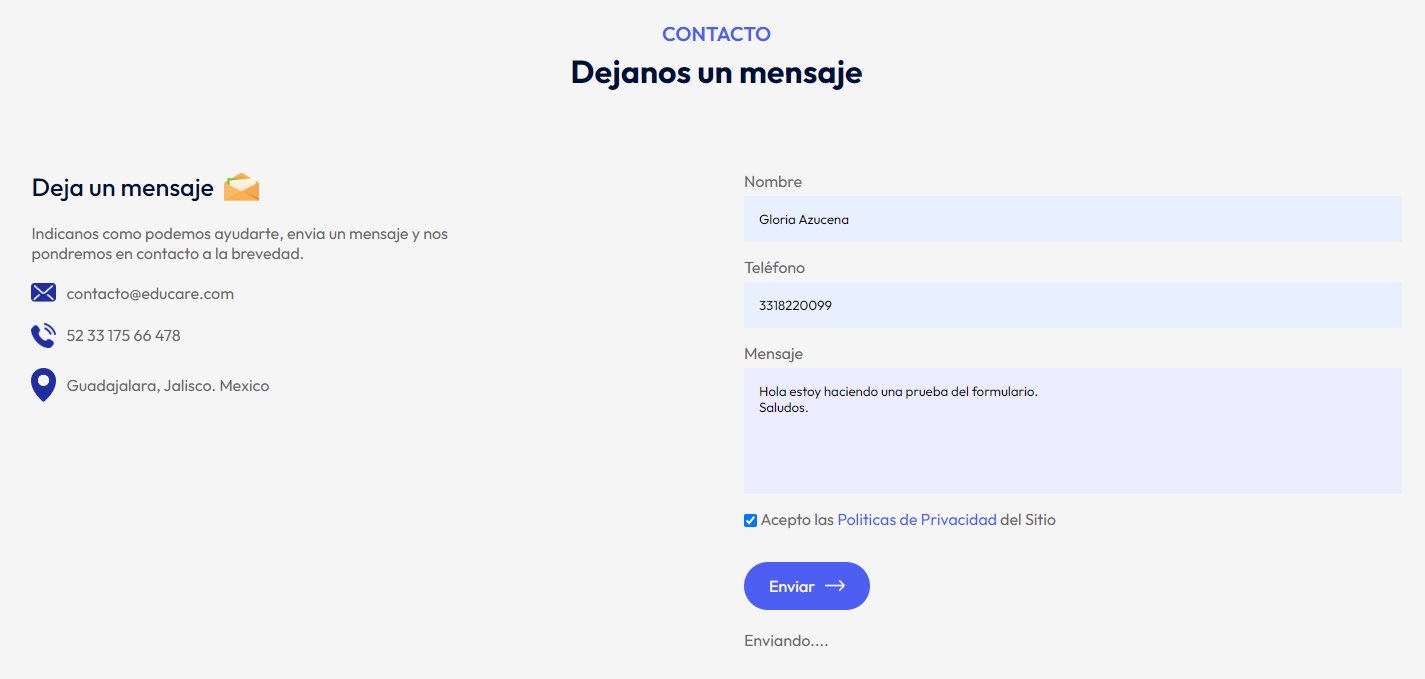 CONTACTO
Dejanos un mensaje
Deja un mensaje
Indicanos como podemos ayudarte, envia un mensaje y nos
pondremos en contacto a la brevedad.
contacto@educare.com
52 33 175 66 478
Guadajalara, Jalisco. Mexico
Nombre
Gloria Azucena
Teléfono
3318220099
Mensaje
Hola estoy haciendo una prueba del formulario.
Saludos.
Acepto las Politicas de Privacidad del Sitio
Enviar
Enviando....